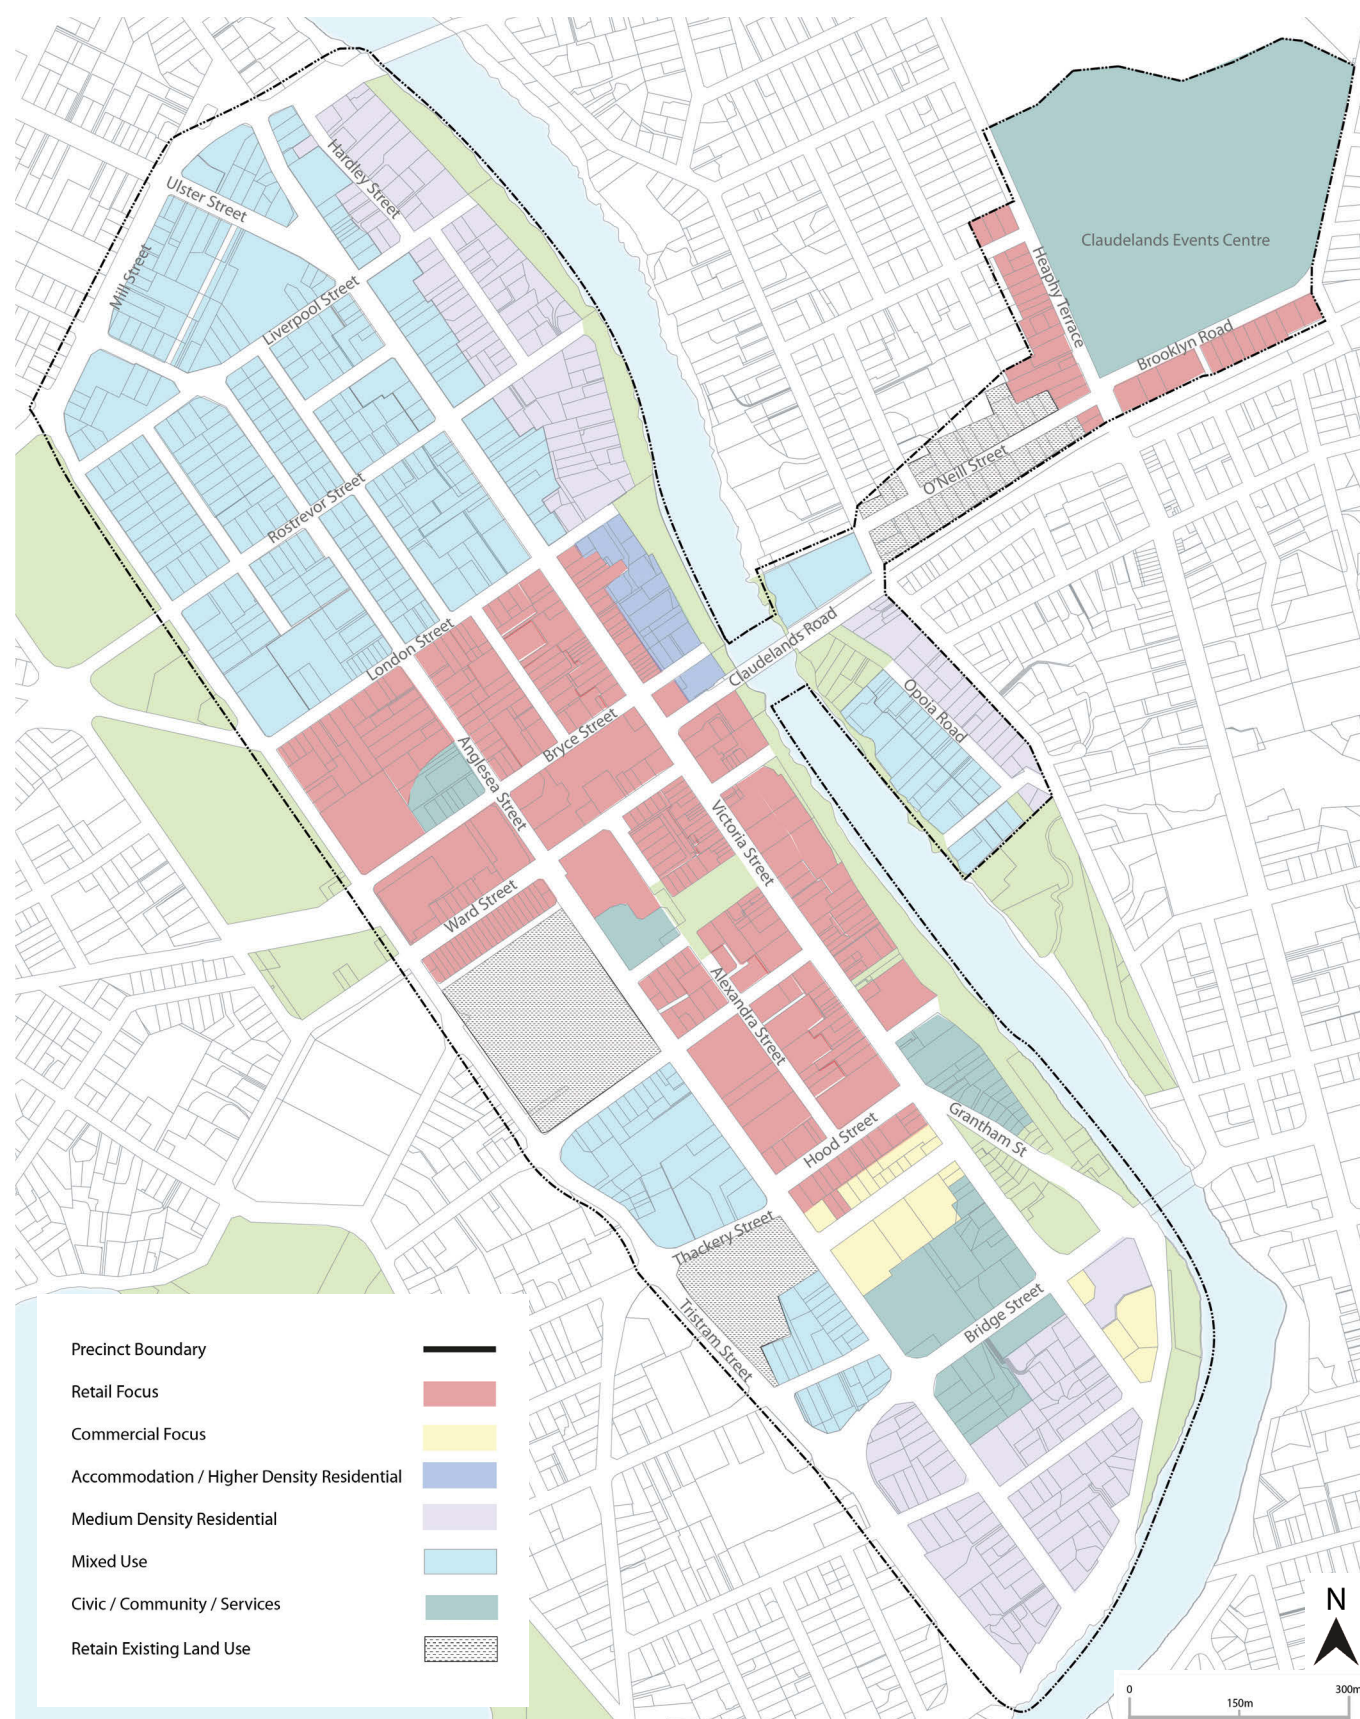 Hardley Street
Ulster Street
Mill Street
Liverpool Street
Claudelands Events Centre
Heaphy Terrace
Brooklyn Road
O'Neill Street
Rostrevor Street
London Street
Claudelands Road
Opoia Road
Bryce Street
Anglesea Street
Victoria Street
Ward Street
Alexandra Street
Hood Street
Grantham St
Thackery Street
Bridge Street
Tristram Street
Precinct Boundary
Retail Focus
Commercial Focus
Accommodation / Higher Density Residential
Medium Density Residential
Mixed Use
Civic / Community / Services
Retain Existing Land Use
N
0
150m
300m